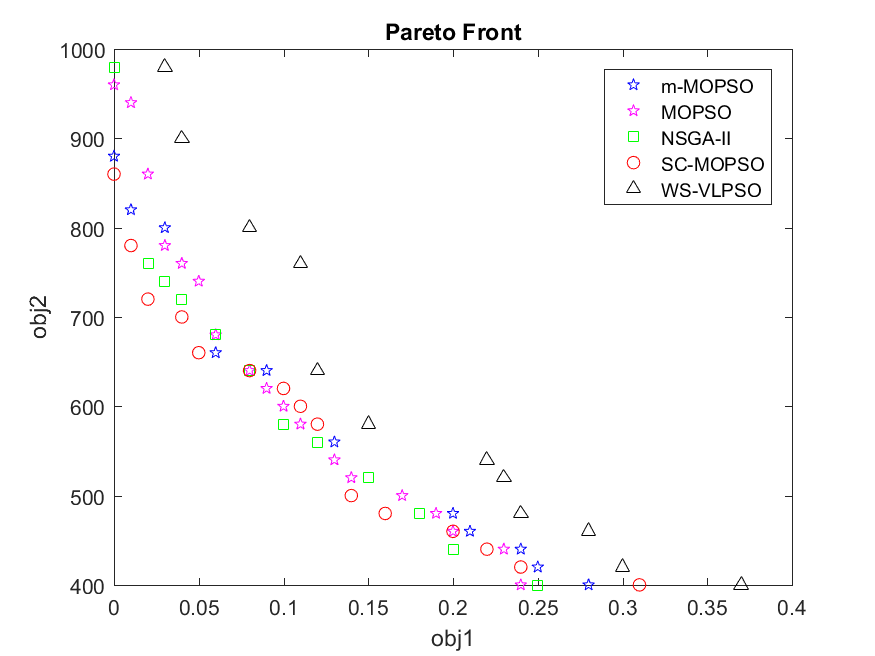 Pareto Front
m-MOPSO
MOPSO
NSGA-II
SC-MOPSO
WS-VLPSO
1000
900
800
700
600
500
400
obj2
0 0.05 0.1 0.15 0.2 0.25 0.3 0.35 0.4
obj1